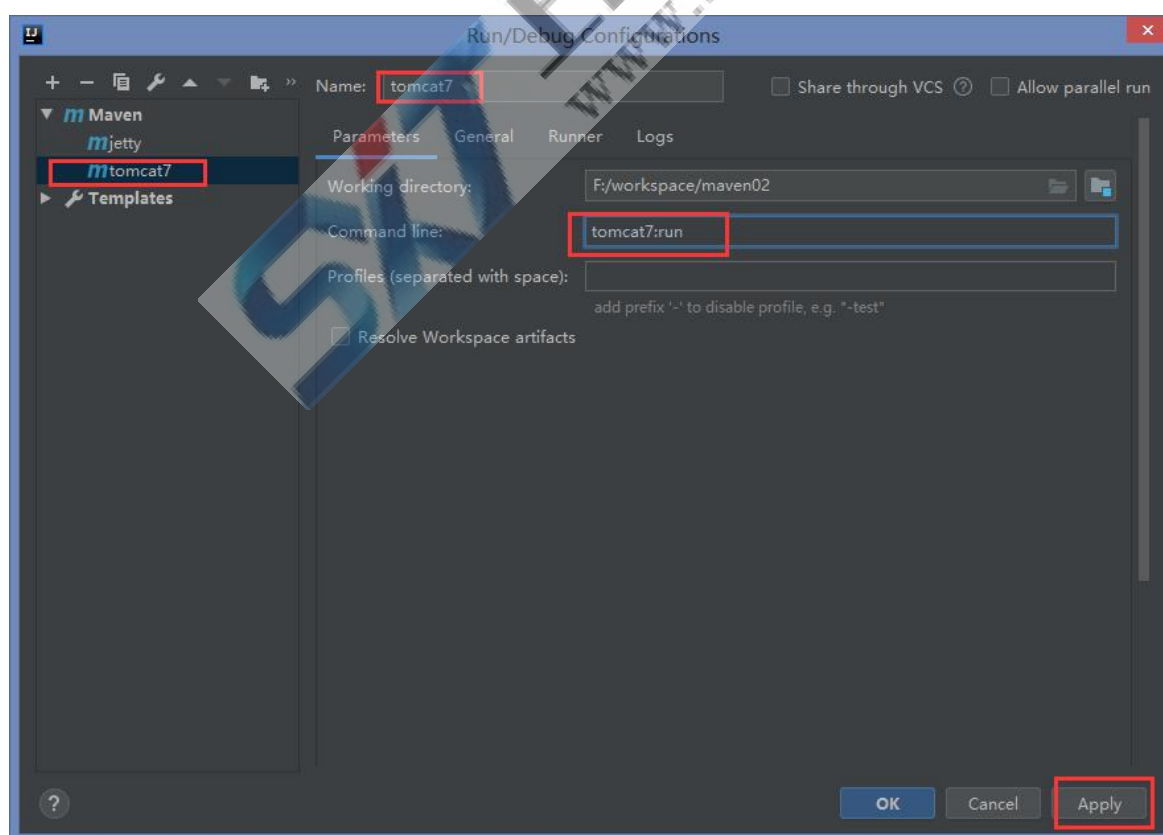 Run/Debug Configurations
Name: tomcat7
Share through VCS
Allow parallel run
Maven
jetty
tomcat7
Templates
Parameters General Runner Logs
Working directory: F:/workspace/maven02
Command line: tomcat7:run
Profiles (separated with space):
add prefix '-' to disable profile, e.g. "-test"
Resolve Workspace artifacts
? OK Cancel Apply
SXT
www.